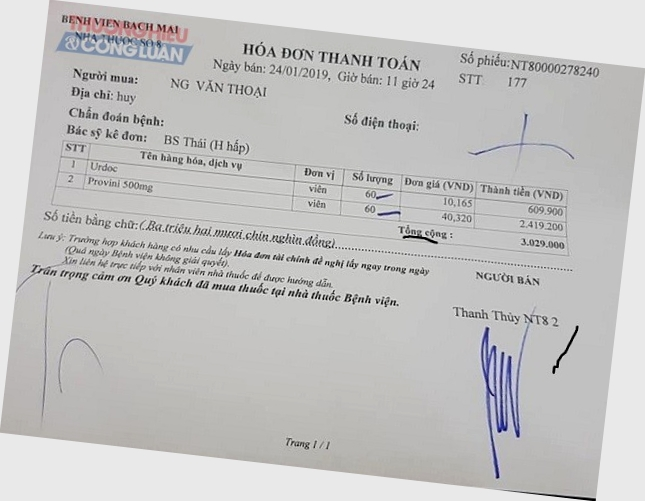 BỆNH VIỆN BẠCH MAI
NHÀ THUỐC SỐ 8
THƯƠNG HIỆU
& CÔNG LUẬN
HÓA ĐƠN THANH TOÁN
Số phiếu: NT80000278240
Ngày bán: 24/01/2019, Giờ bán: 11 giờ 24
STT 177
Người mua: NG VĂN THOẠI
Địa chỉ: huy
Số điện thoại:
Chẩn đoán bệnh:
Bác sỹ kê đơn: BS Thái (H hấp)
STT Tên hàng hóa, dịch vụ Đơn vị Số lượng Đơn giá (VND) Thành tiền (VND)
1 Urdoc viên 60 10,165 609.900
2 Provini 500mg viên 60 40,320 2.419.200
Tổng cộng : 3.029.000
Số tiền bằng chữ: ( Ba triệu hai mươi chín nghìn đồng)
Lưu ý: Trường hợp khách hàng có nhu cầu lấy Hóa đơn tài chính đề nghị lấy ngay trong ngày
(Quá ngày Bệnh viện không giải quyết).
Xin liên hệ trực tiếp với nhân viên nhà thuốc để được hướng dẫn.
Trân trọng cảm ơn Quý khách đã mua thuốc tại nhà thuốc Bệnh viện.
NGƯỜI BÁN
Thanh Thùy NT8 2
Trang 1 / 1